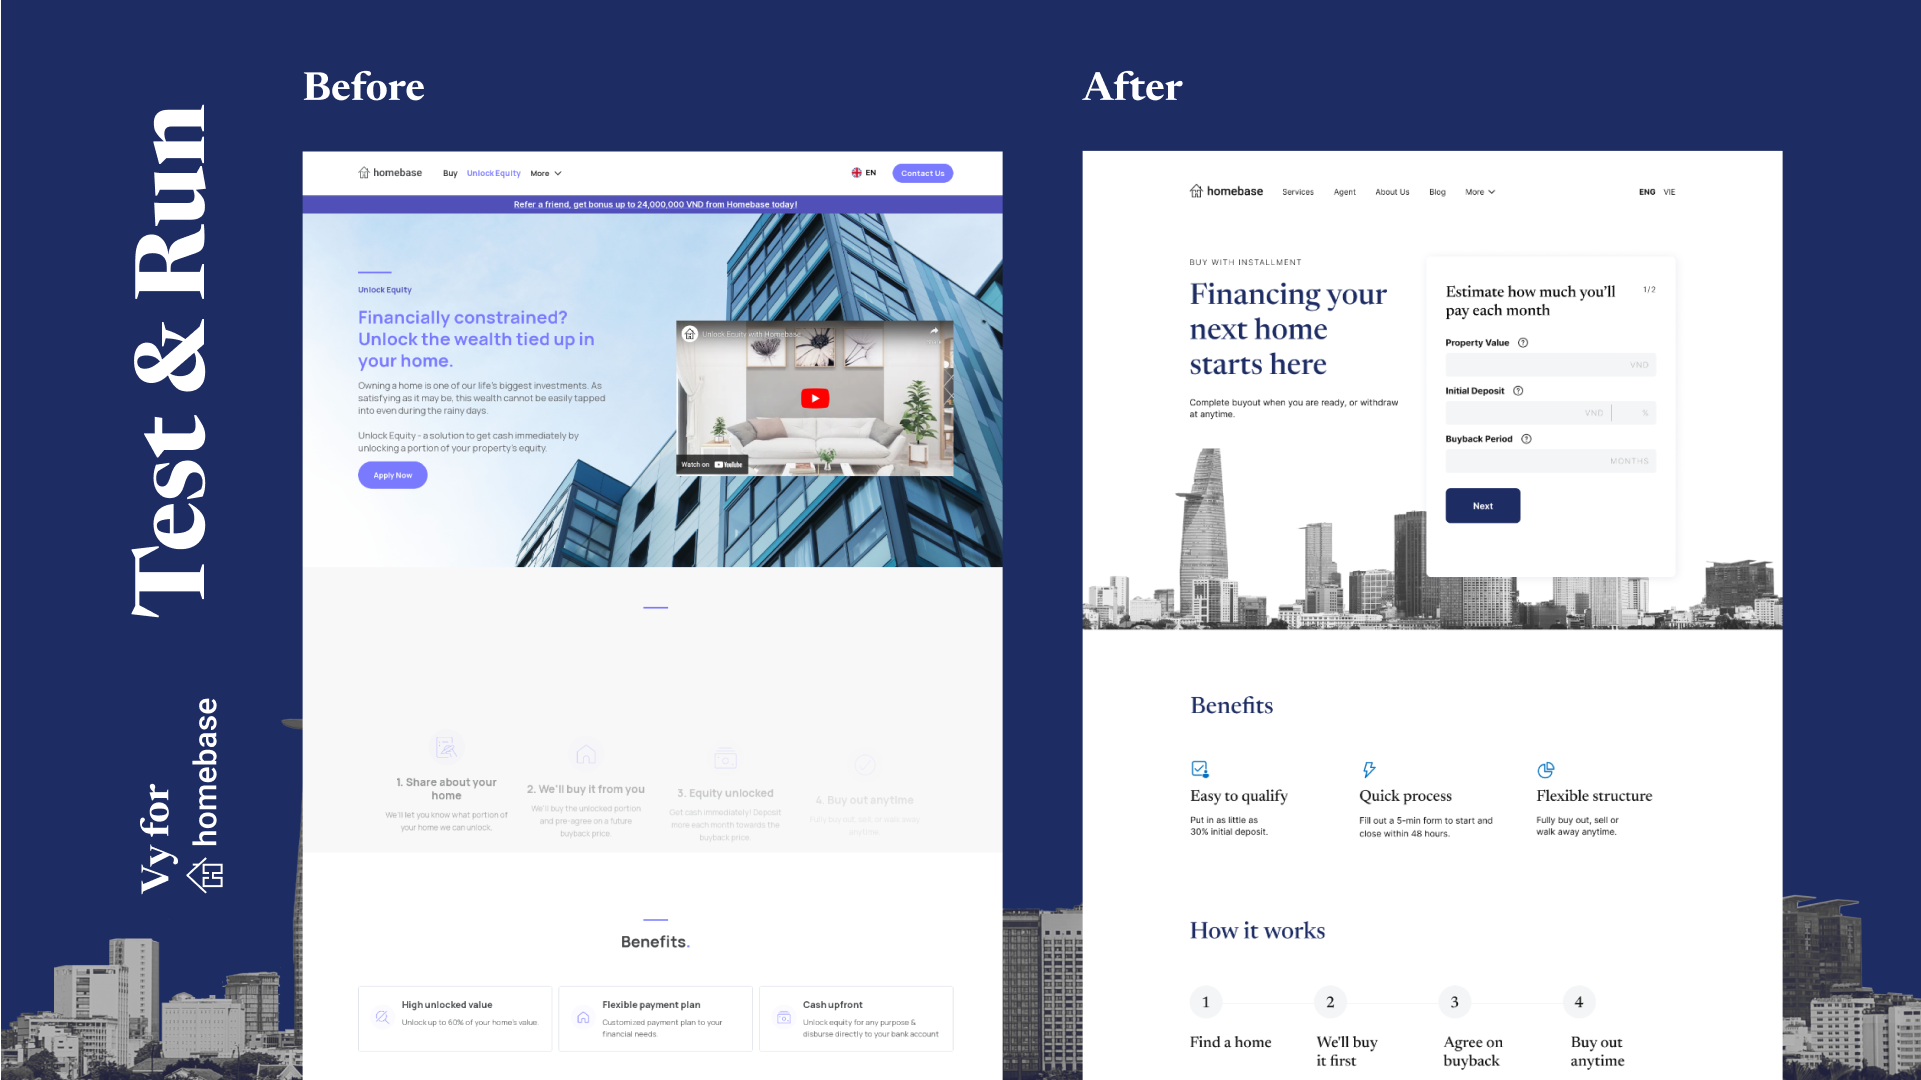 Test & Run
Vy for
homebase
Before
homebase
Buy
Unlock Equity
More
EN
Contact Us
Refer a friend, get bonus up to 24,000,000 VND from Homebase today!
Unlock Equity
Financially constrained?
Unlock the wealth tied up in
your home.
Owning a home is one of our life's biggest investments. As
satisfying as it may be, this wealth cannot be easily tapped
into even during the rainy days.
Unlock Equity - a solution to get cash immediately by
unlocking a portion of your property's equity.
Apply Now
Unlock Equity with Homebase
Watch on YouTube
1. Share about your
home
We'll let you know what portion of
your home we can unlock.
2. We'll buy it from you
We'll buy the unlocked portion
and pre-agree on a future
buyback price.
3. Equity unlocked
Get cash immediately! Deposit
more each month towards the
buyback price.
4. Buy out anytime
Fully buy out, sell, or walk away
anytime.
Benefits.
High unlocked value
Unlock up to 60% of your home's value.
Flexible payment plan
Customized payment plan to your
financial needs.
Cash upfront
Unlock equity for any purpose &
disburse directly to your bank account
After
homebase
Services
Agent
About Us
Blog
More
ENG
VIE
BUY WITH INSTALLMENT
Financing your
next home
starts here
Complete buyout when you are ready, or withdraw
at anytime.
Estimate how much you'll
pay each month
1/2
Property Value ?
VND
Initial Deposit ?
VND
%
Buyback Period ?
MONTHS
Next
Benefits
Easy to qualify
Put in as little as
30% initial deposit.
Quick process
Fill out a 5-min form to start and
close within 48 hours.
Flexible structure
Fully buy out, sell or
walk away anytime.
How it works
1
Find a home
2
We'll buy
it first
3
Agree on
buyback
4
Buy out
anytime